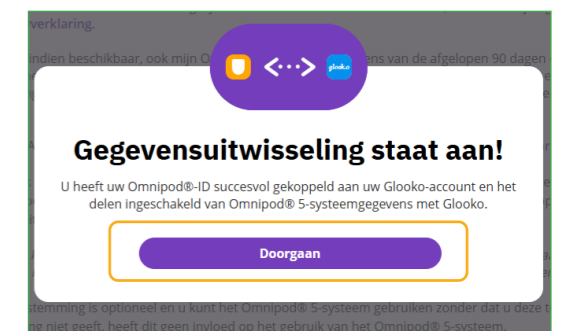 verklaring.
indien beschikbaar, ook mijn O
ens van de afgelopen 90 dagen
glooko
Gegevensuitwisseling staat aan!
U heeft uw Omnipod®-ID succesvol gekoppeld aan uw Glooko-account en het
delen ingeschakeld van Omnipod® 5-systeemgegevens met Glooko.
Doorgaan
stemming is optioneel en u kunt het Omnipod® 5-systeem gebruiken zonder dat u deze t
ng niet geeft, heeft dit geen invloed op het gebruik van het Omnipod® 5-systeem.